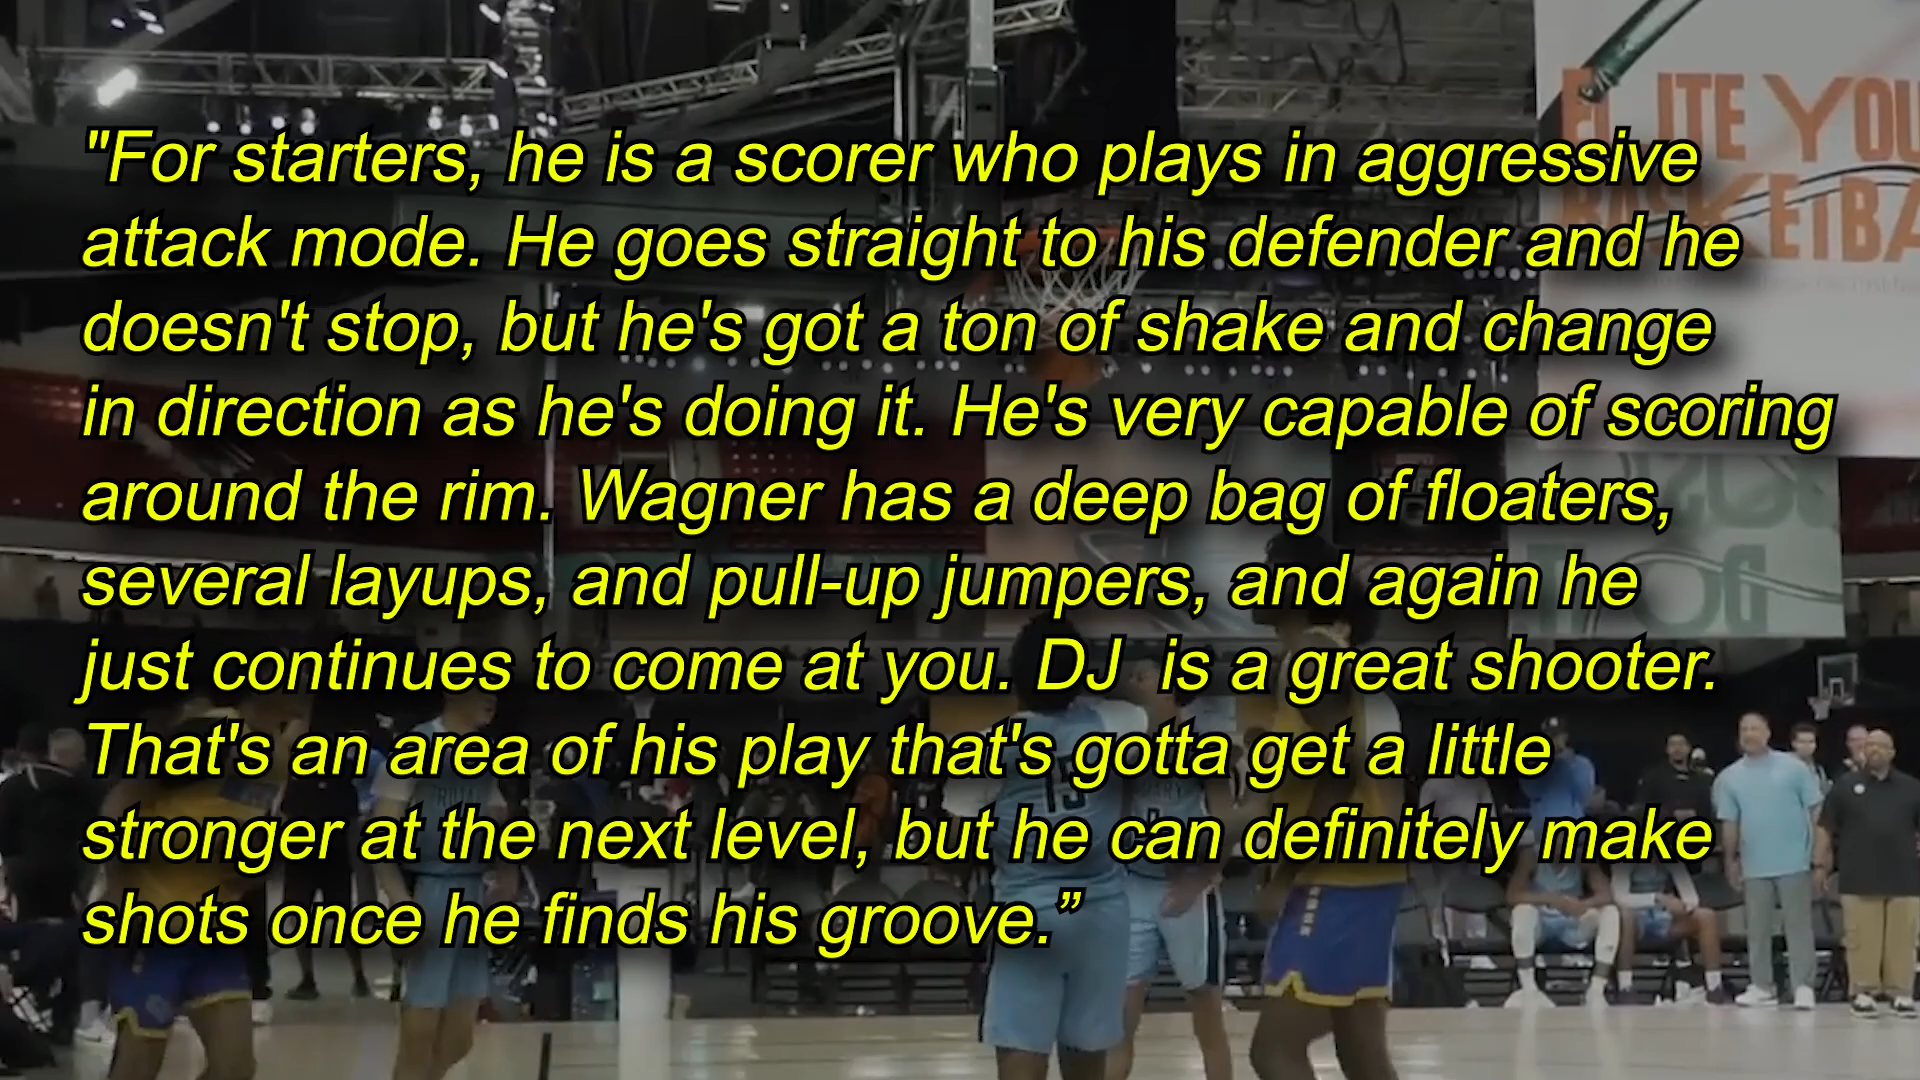 "For starters, he is a scorer who plays in aggressive
attack mode. He goes straight to his defender and he
doesn't stop, but he's got a ton of shake and change
in direction as he's doing it. He's very capable of scoring
around the rim. Wagner has a deep bag of floaters,
several layups, and pull-up jumpers, and again he
just continues to come at you. DJ  is a great shooter.
That's an area of his play that's gotta get a little
stronger at the next level, but he can definitely make
shots once he finds his groove.”
15